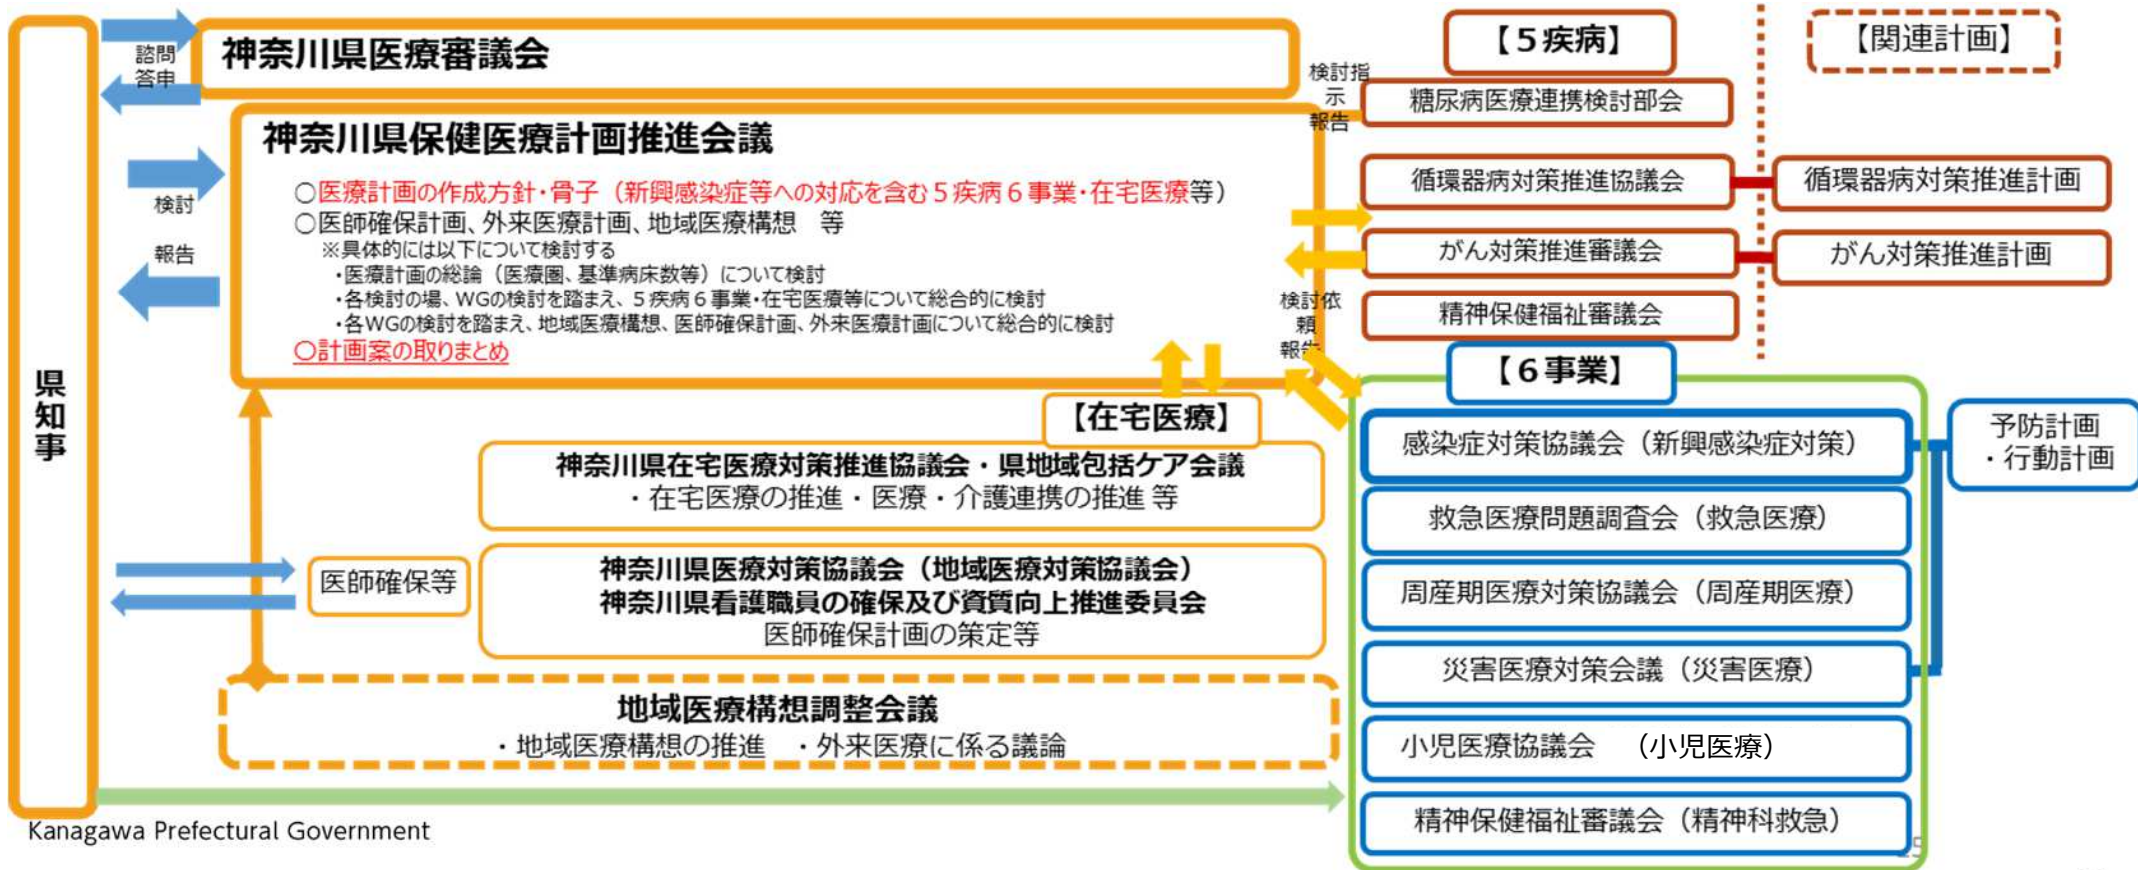 県知事
諮問
答申
検討
報告
神奈川県医療審議会
神奈川県保健医療計画推進会議
○医療計画の作成方針・骨子（新興感染症等への対応を含む５疾病６事業・在宅医療等）
○医師確保計画、外来医療計画、地域医療構想　等
※具体的には以下について検討する
・医療計画の総論（医療圏、基準病床数等）について検討
・各検討の場、WGの検討を踏まえ、５疾病６事業・在宅医療等について総合的に検討
・各WGの検討を踏まえ、地域医療構想、医師確保計画、外来医療計画について総合的に検討
○計画案の取りまとめ
検討指
示
報告
検討依
頼
報告
【在宅医療】
神奈川県在宅医療対策推進協議会・県地域包括ケア会議
・在宅医療の推進・医療・介護連携の推進 等
医師確保等
神奈川県医療対策協議会（地域医療対策協議会）
神奈川県看護職員の確保及び資質向上推進委員会
医師確保計画の策定等
地域医療構想調整会議
・地域医療構想の推進　・外来医療に係る議論
【５疾病】
糖尿病医療連携検討部会
循環器病対策推進協議会
がん対策推進審議会
精神保健福祉審議会
【関連計画】
循環器病対策推進計画
がん対策推進計画
【６事業】
感染症対策協議会（新興感染症対策）
救急医療問題調査会（救急医療）
周産期医療対策協議会（周産期医療）
災害医療対策会議（災害医療）
小児医療協議会　（小児医療）
精神保健福祉審議会（精神科救急）
予防計画
・行動計画
Kanagawa Prefectural Government